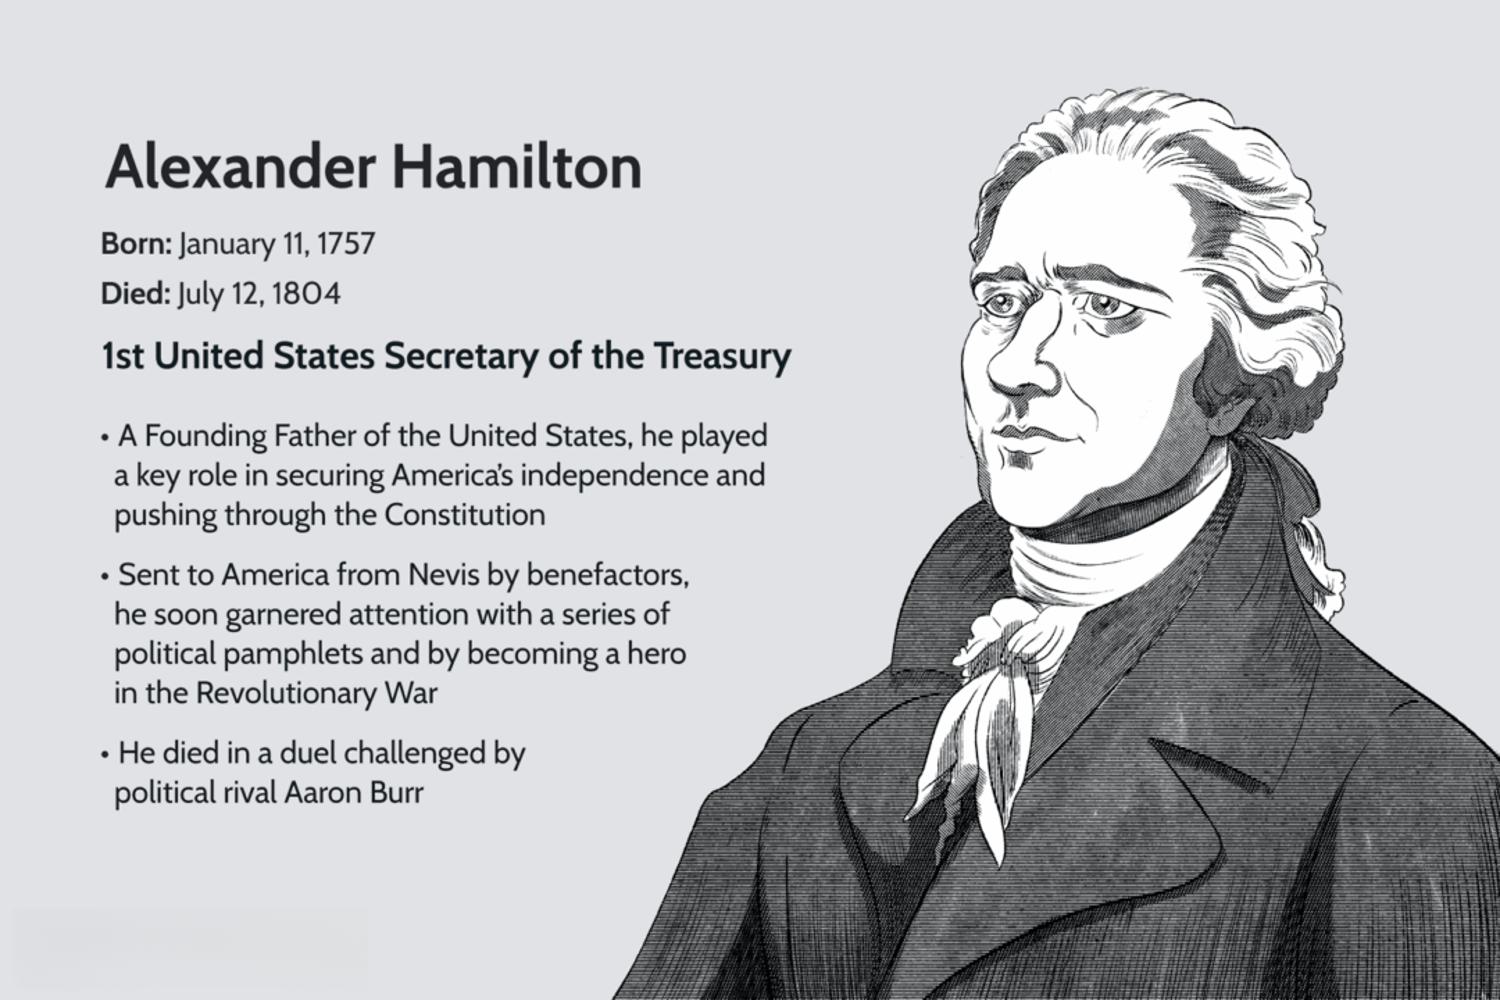 Alexander Hamilton
Born: January 11, 1757
Died: July 12, 1804
1st United States Secretary of the Treasury
• A Founding Father of the United States, he played
a key role in securing America's independence and
pushing through the Constitution
• Sent to America from Nevis by benefactors,
he soon garnered attention with a series of
political pamphlets and by becoming a hero
in the Revolutionary War
• He died in a duel challenged by
political rival Aaron Burr